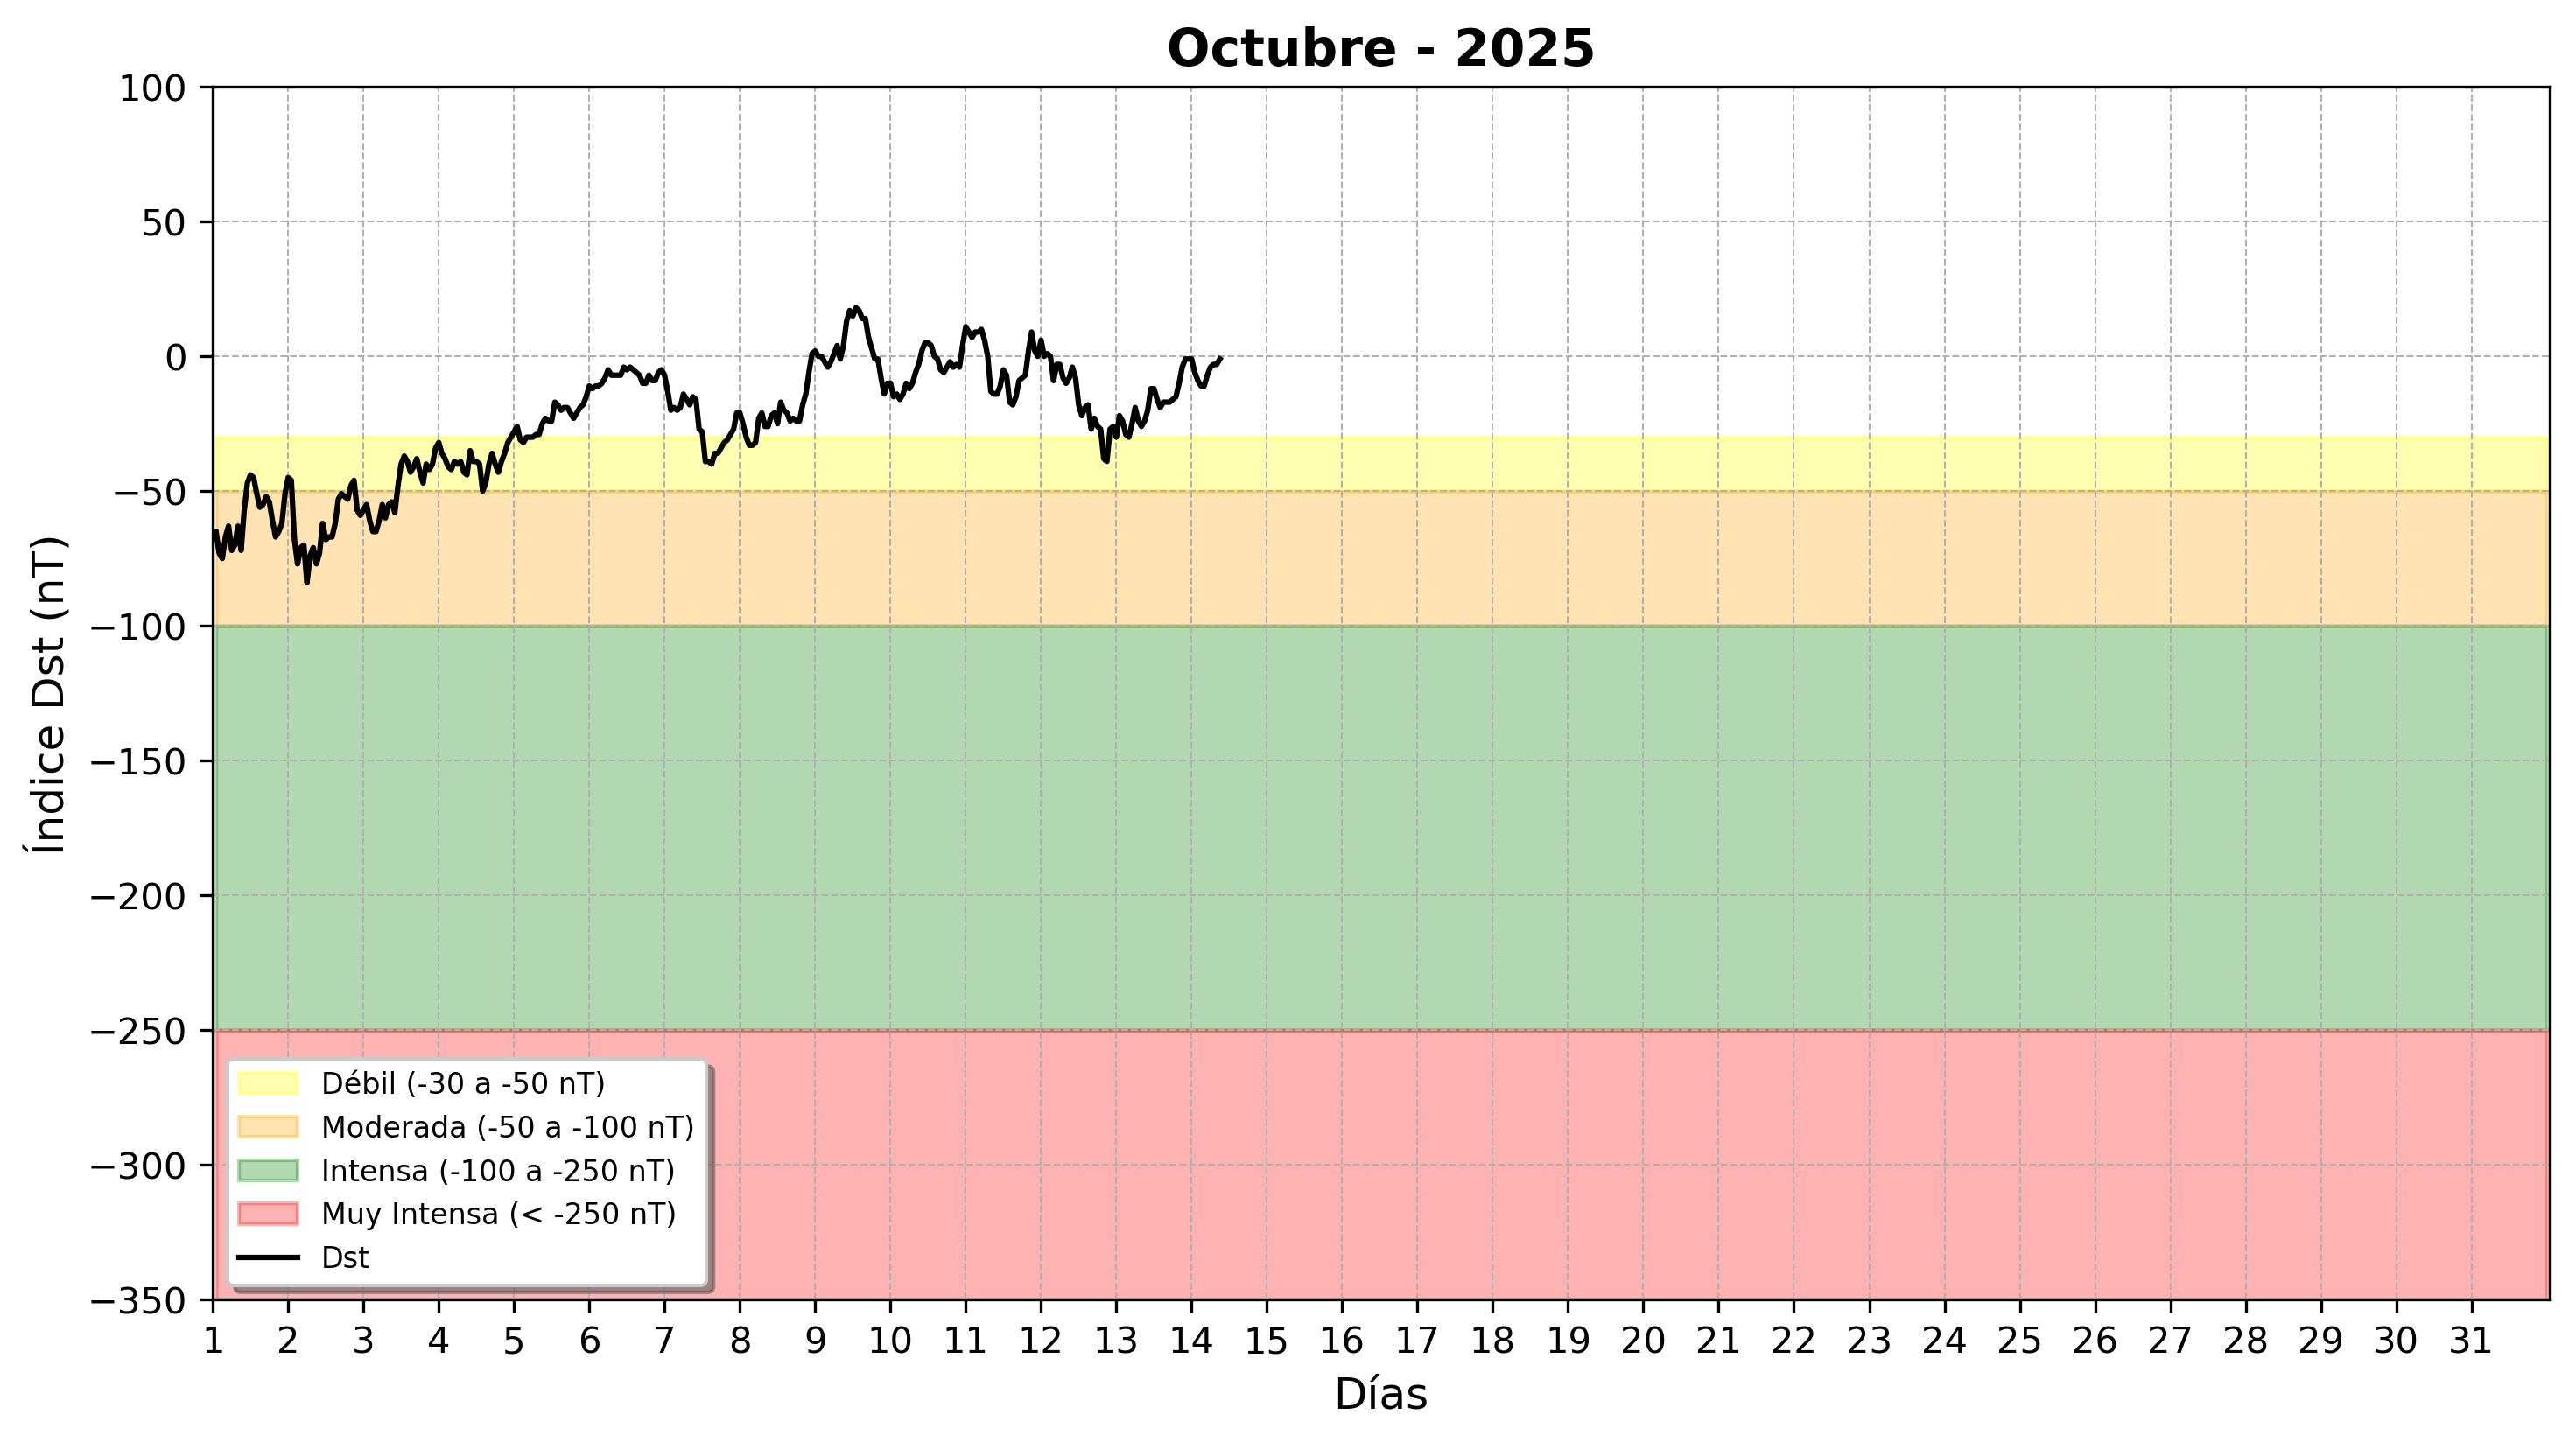 Octubre - 2025
100
50
0
−50
−100
−150
−200
−250
−300
−350
Índice Dst (nT)
Débil (-30 a -50 nT)
Moderada (-50 a -100 nT)
Intensa (-100 a -250 nT)
Muy Intensa (< -250 nT)
Dst
1 2 3 4 5 6 7 8 9 10 11 12 13 14 15 16 17 18 19 20 21 22 23 24 25 26 27 28 29 30 31
Días